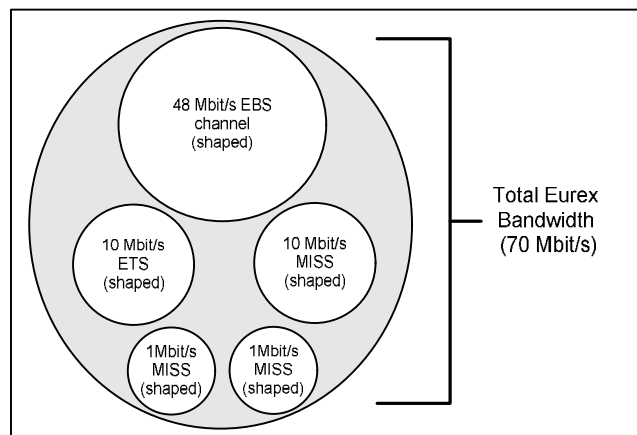 48 Mbit/s EBS
channel
(shaped)
10 Mbit/s
ETS
(shaped)
10 Mbit/s
MISS
(shaped)
1Mbit/s
MISS
(shaped)
1Mbit/s
MISS
(shaped)
Total Eurex
Bandwidth
(70 Mbit/s)